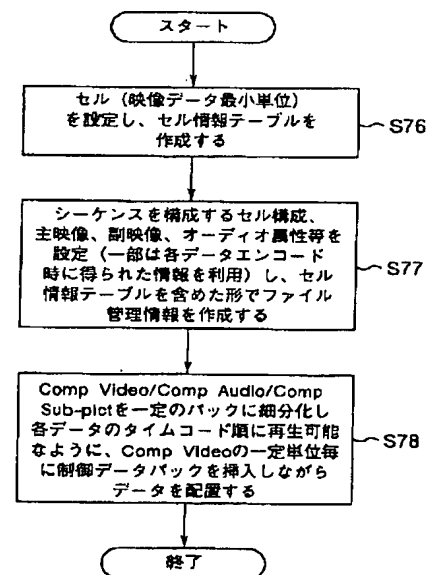 スタート
セル（映像データ最小単位）
を設定し、セル情報テーブルを
作成する
S76
シーケンスを構成するセル構成、
主映像、副映像、オーディオ属性等を
設定（一部は各データエンコード
時に得られた情報を利用）し、セル
情報テーブルを含めた形でファイル
管理情報を作成する
S77
Comp Video/Comp Audio/Comp
Sub-pictを一定のパックに細分化し
各データのタイムコード順に再生可能
なように、Comp Videoの一定単位毎
に制御データパックを挿入しながら
データを配置する
S78
終了